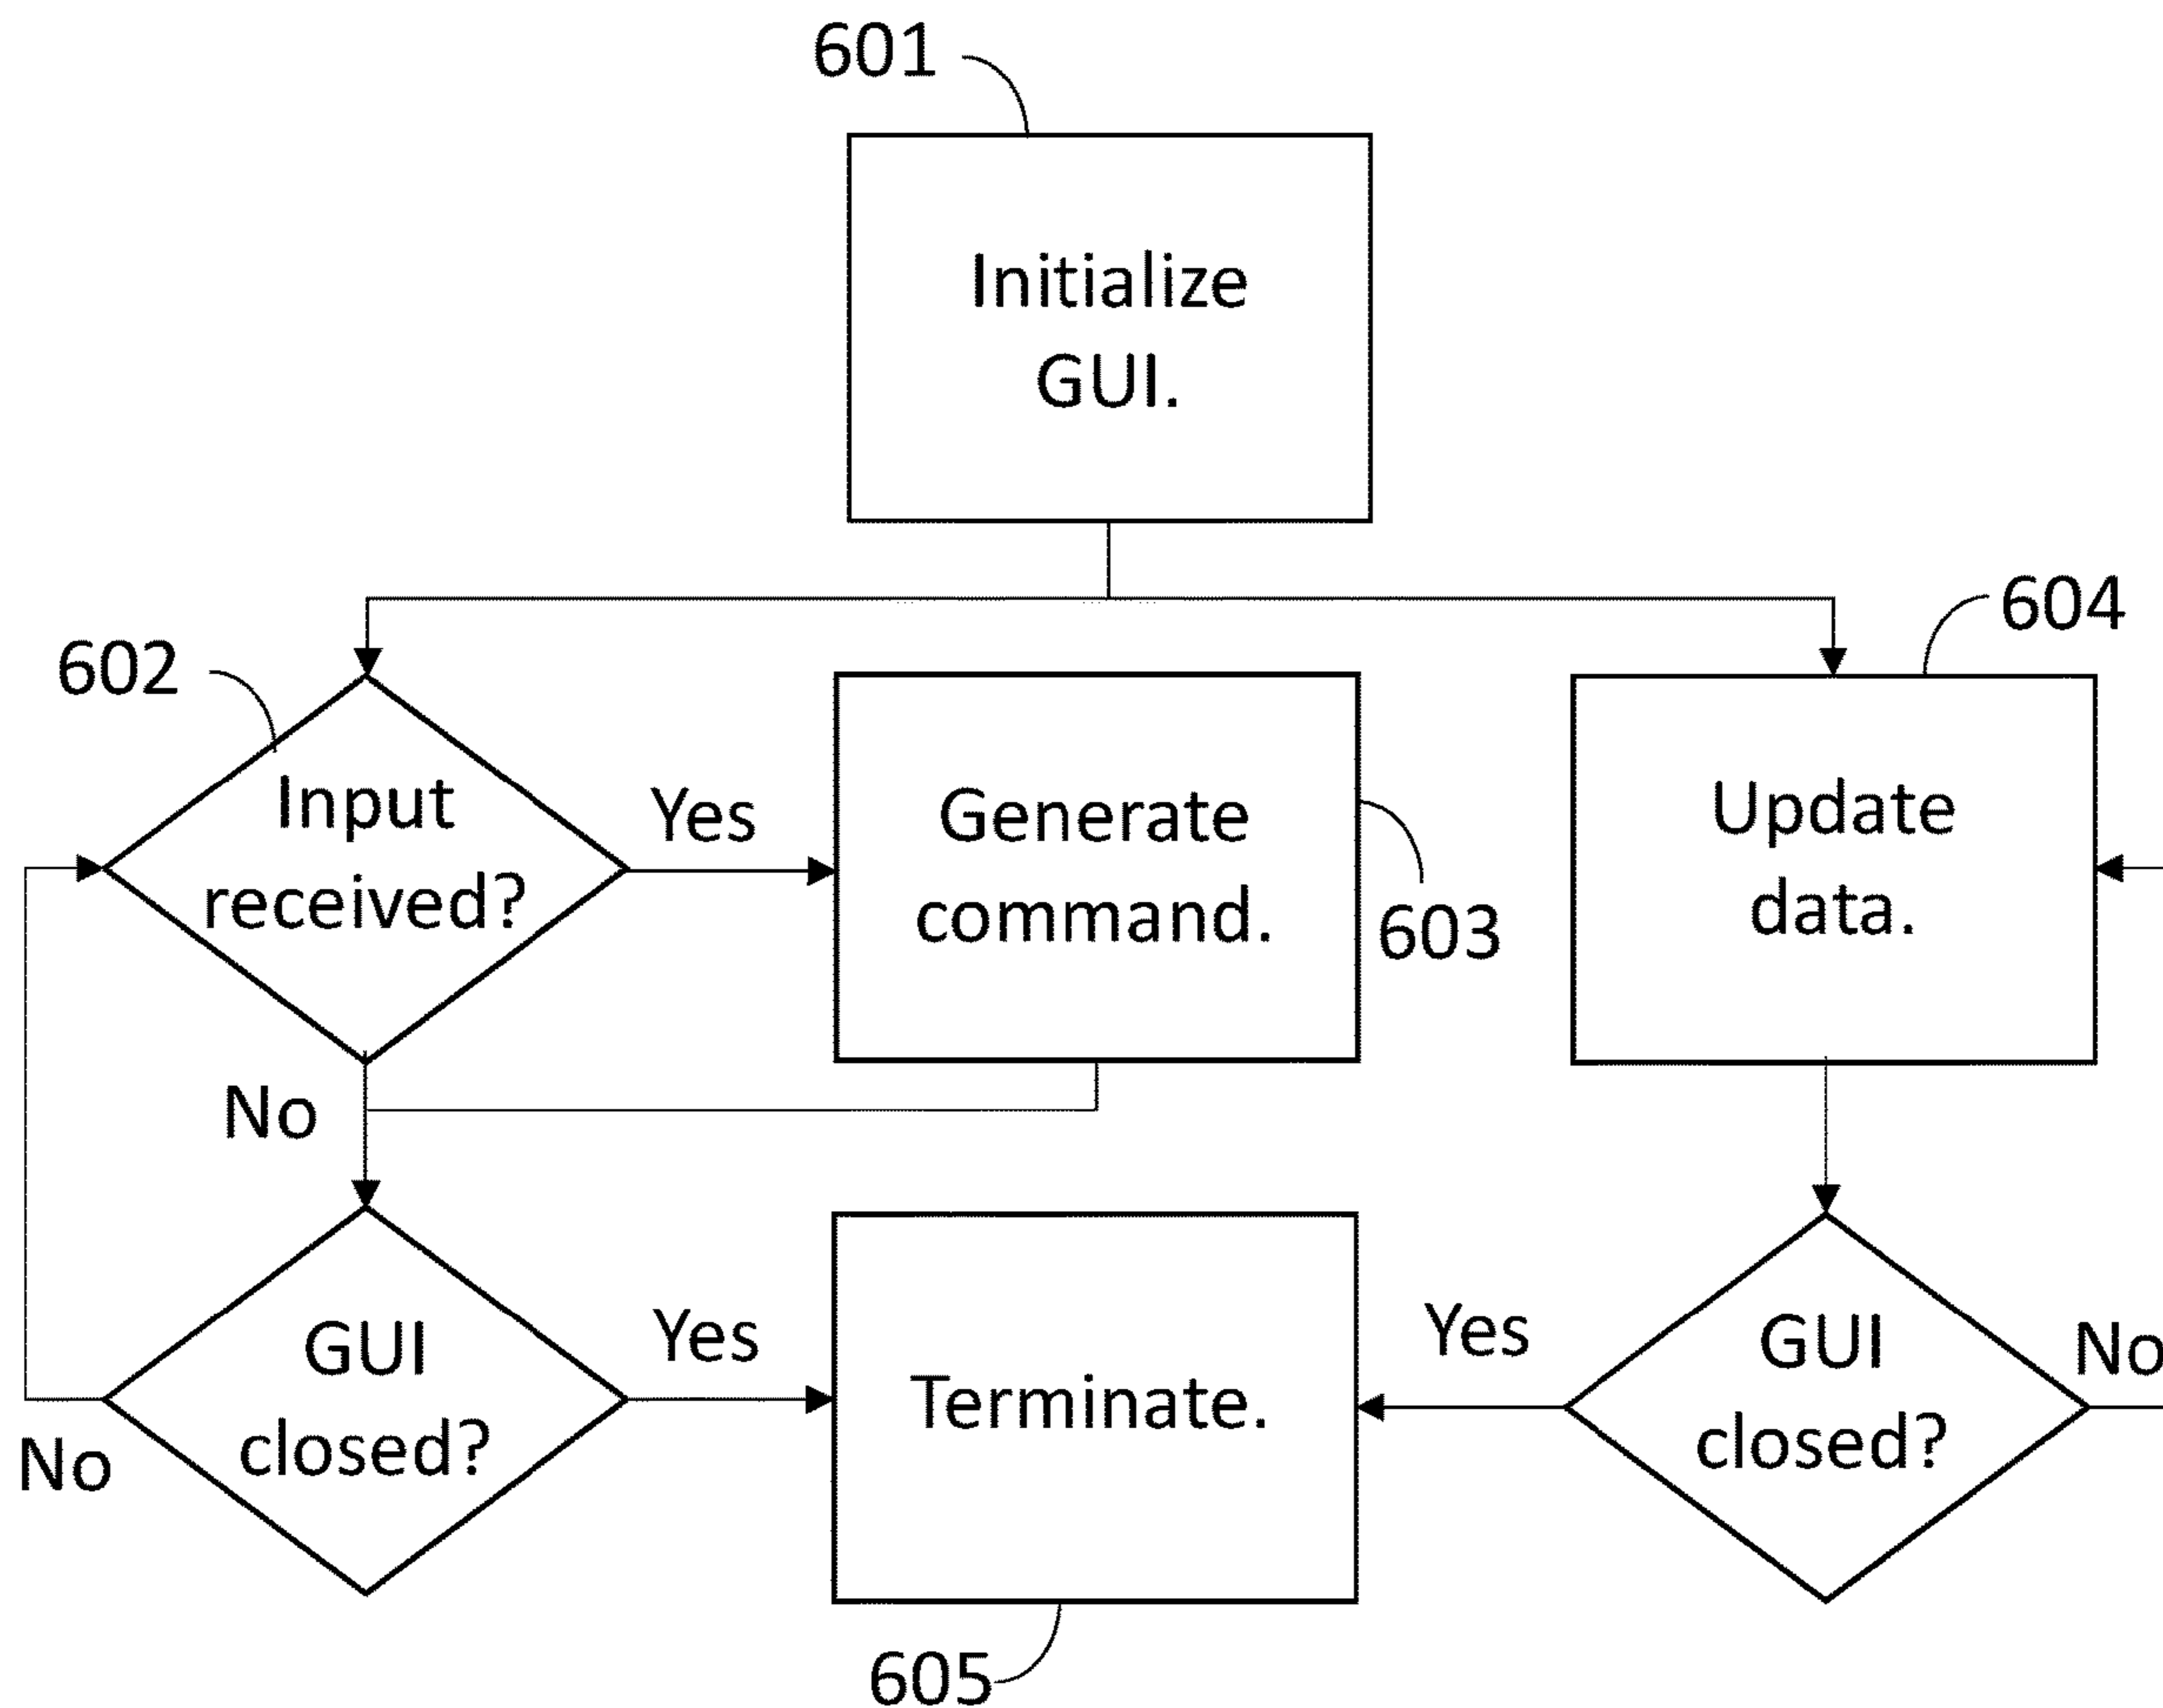 601
Initialize
GUI.
604
602
Input
received?
Yes
Generate
command.
603
Update
data.
No
GUI
closed?
No
Yes
Terminate.
605
Yes
GUI
closed?
No